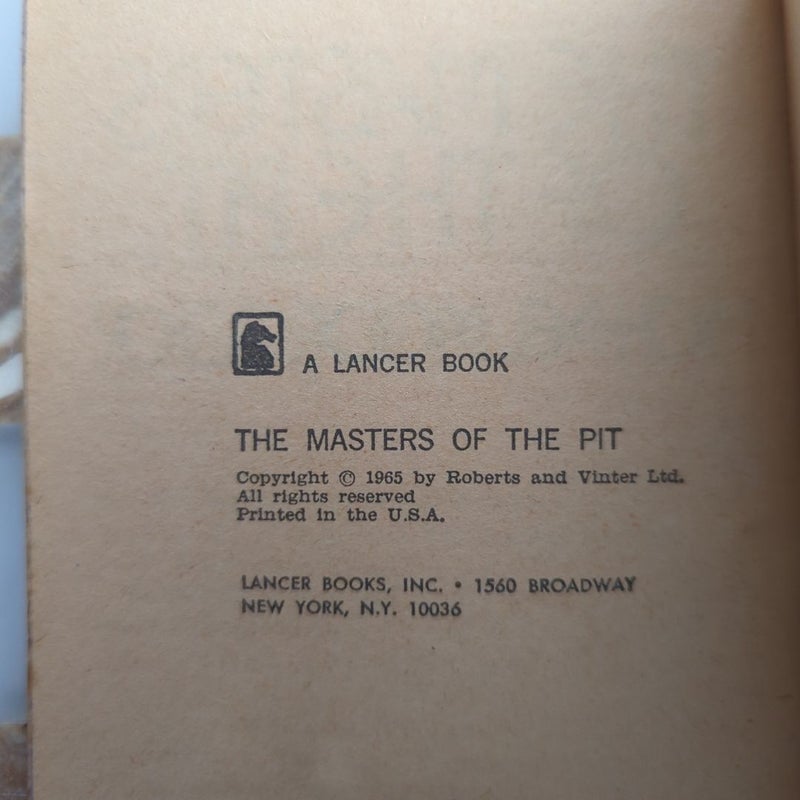 A LANCER BOOK
THE MASTERS OF THE PIT
Copyright © 1965 by Roberts and Vinter Ltd.
All rights reserved
Printed in the U.S.A.
LANCER BOOKS, INC. • 1560 BROADWAY
NEW YORK, N.Y. 10036